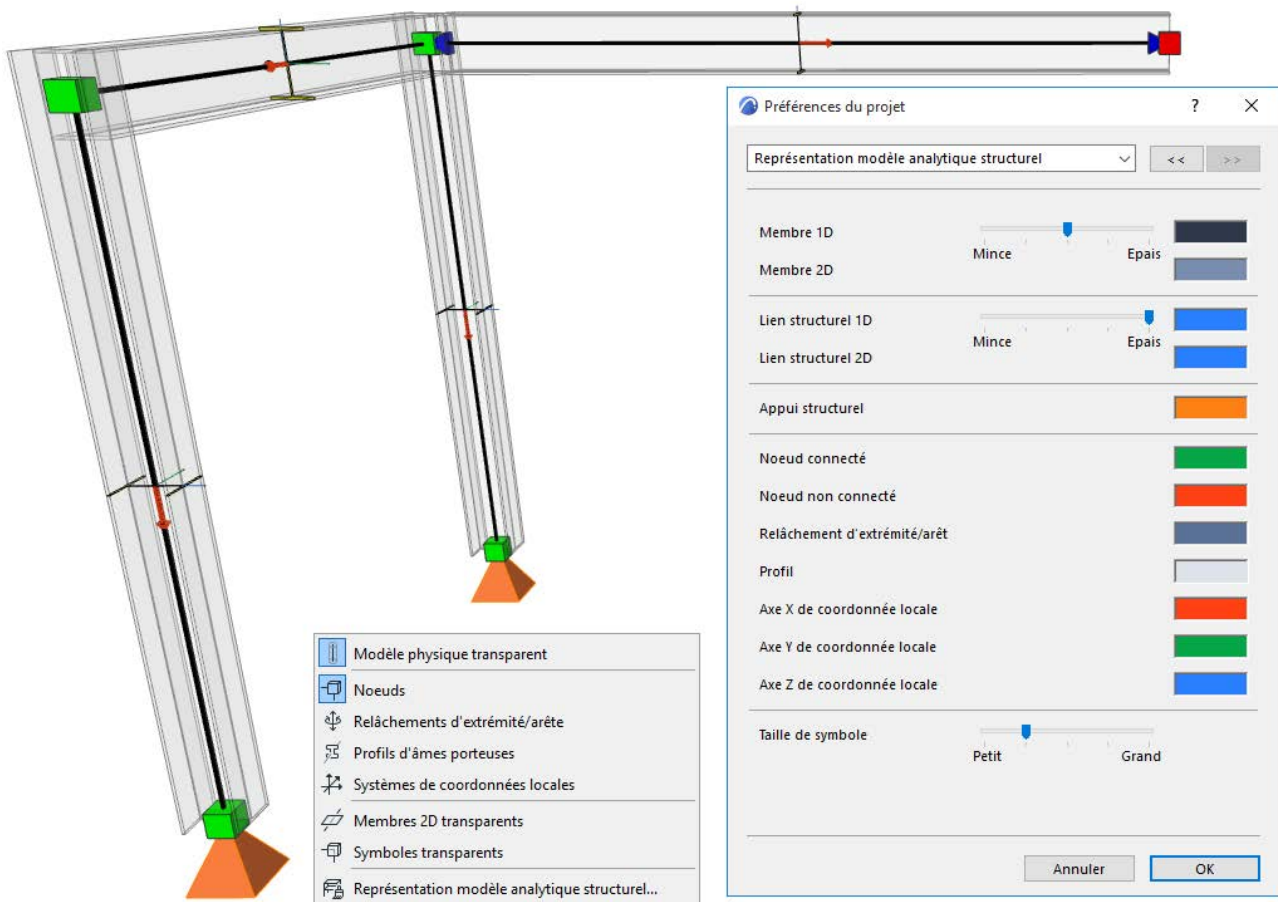 Préférences du projet
?
Représentation modèle analytique structurel
<<
>>
Membre 1D
Mince
Epais
Membre 2D
Lien structurel 1D
Mince
Epais
Lien structurel 2D
Appui structurel
Noeud connecté
Noeud non connecté
Relâchement d'extrémité/arêt
Profil
Axe X de coordonnée locale
Axe Y de coordonnée locale
Axe Z de coordonnée locale
Taille de symbole
Petit
Grand
Annuler
OK
Modèle physique transparent
Noeuds
Relâchements d'extrémité/arête
Profils d'âmes porteuses
Systèmes de coordonnées locales
Membres 2D transparents
Symboles transparents
Représentation modèle analytique structurel...